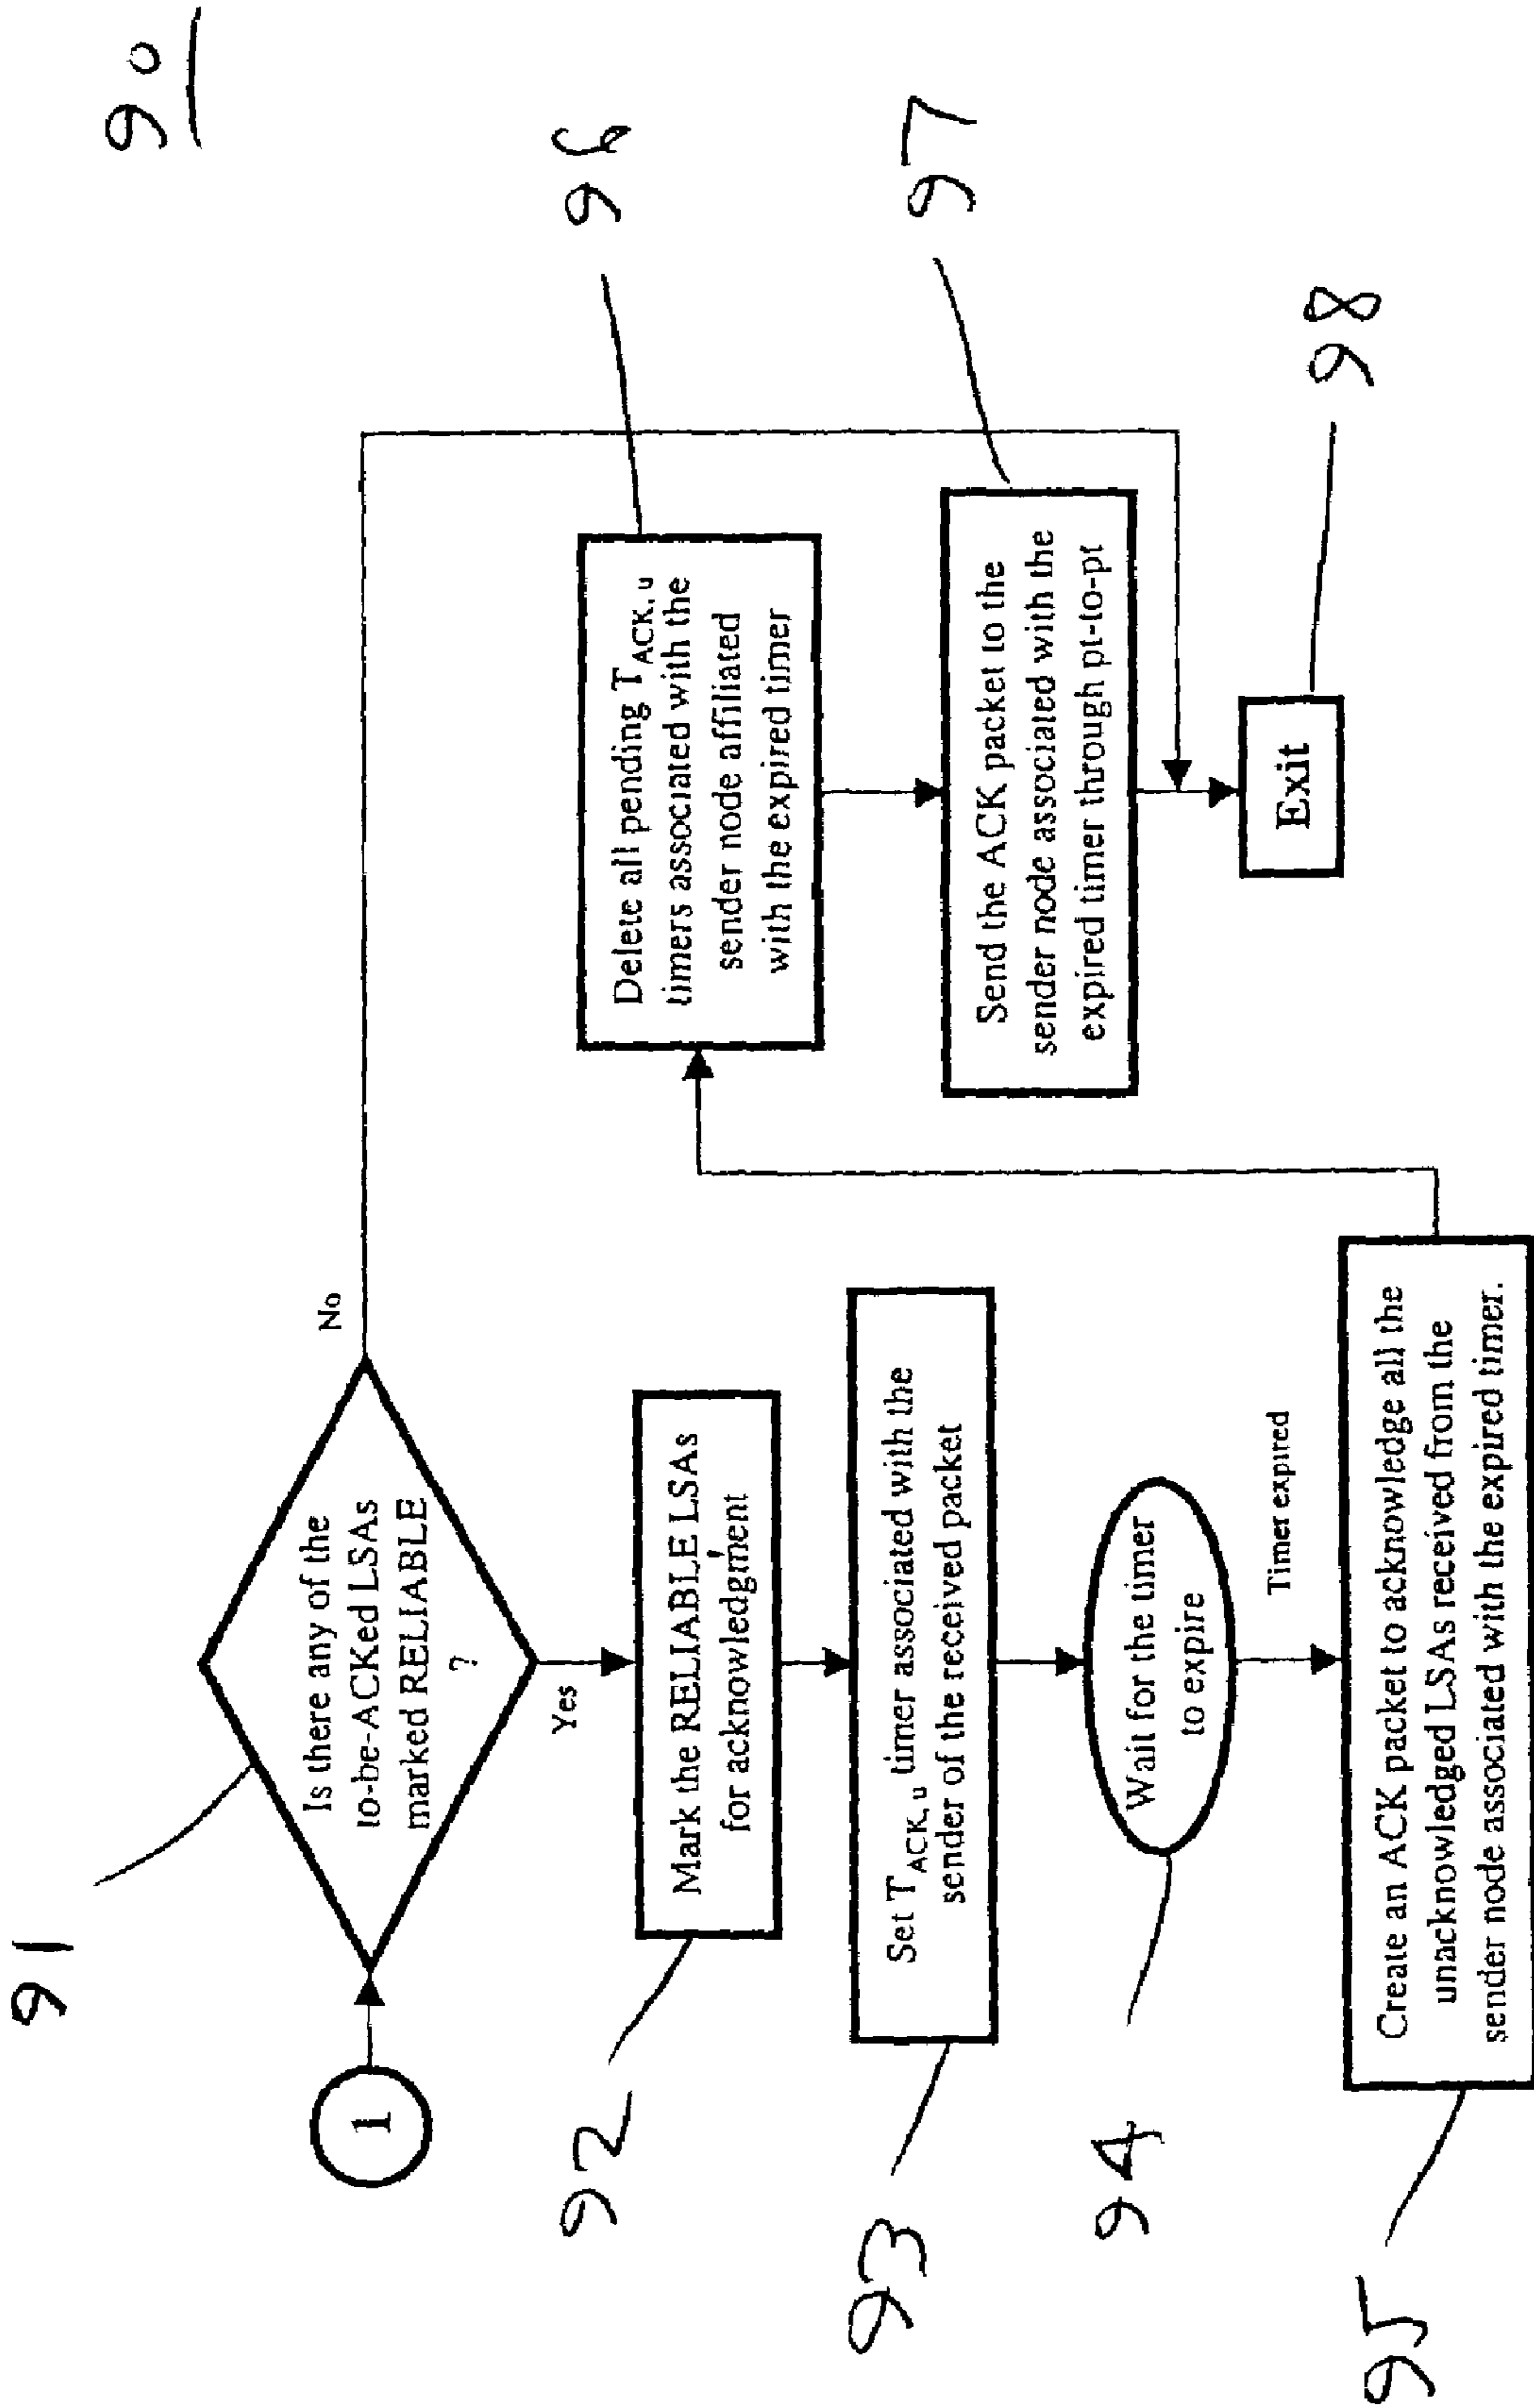 90
91
1
Is there any of the
to-be-ACKed LSAs
marked RELIABLE
?
No
Yes
92
Mark the RELIABLE LSAs
for acknowledgment
93
Set T ACK, u timer associated with the
sender of the received packet
94
Wait for the timer
to expire
Timer expired
95
Create an ACK packet to acknowledge all the
unacknowledged LSAs received from the
sender node associated with the expired timer.
96
Delete all pending T ACK, u
timers associated with the
sender node affiliated
with the expired timer
97
Send the ACK packet to the
sender node associated with the
expired timer through pt-to-pt
Exit
98